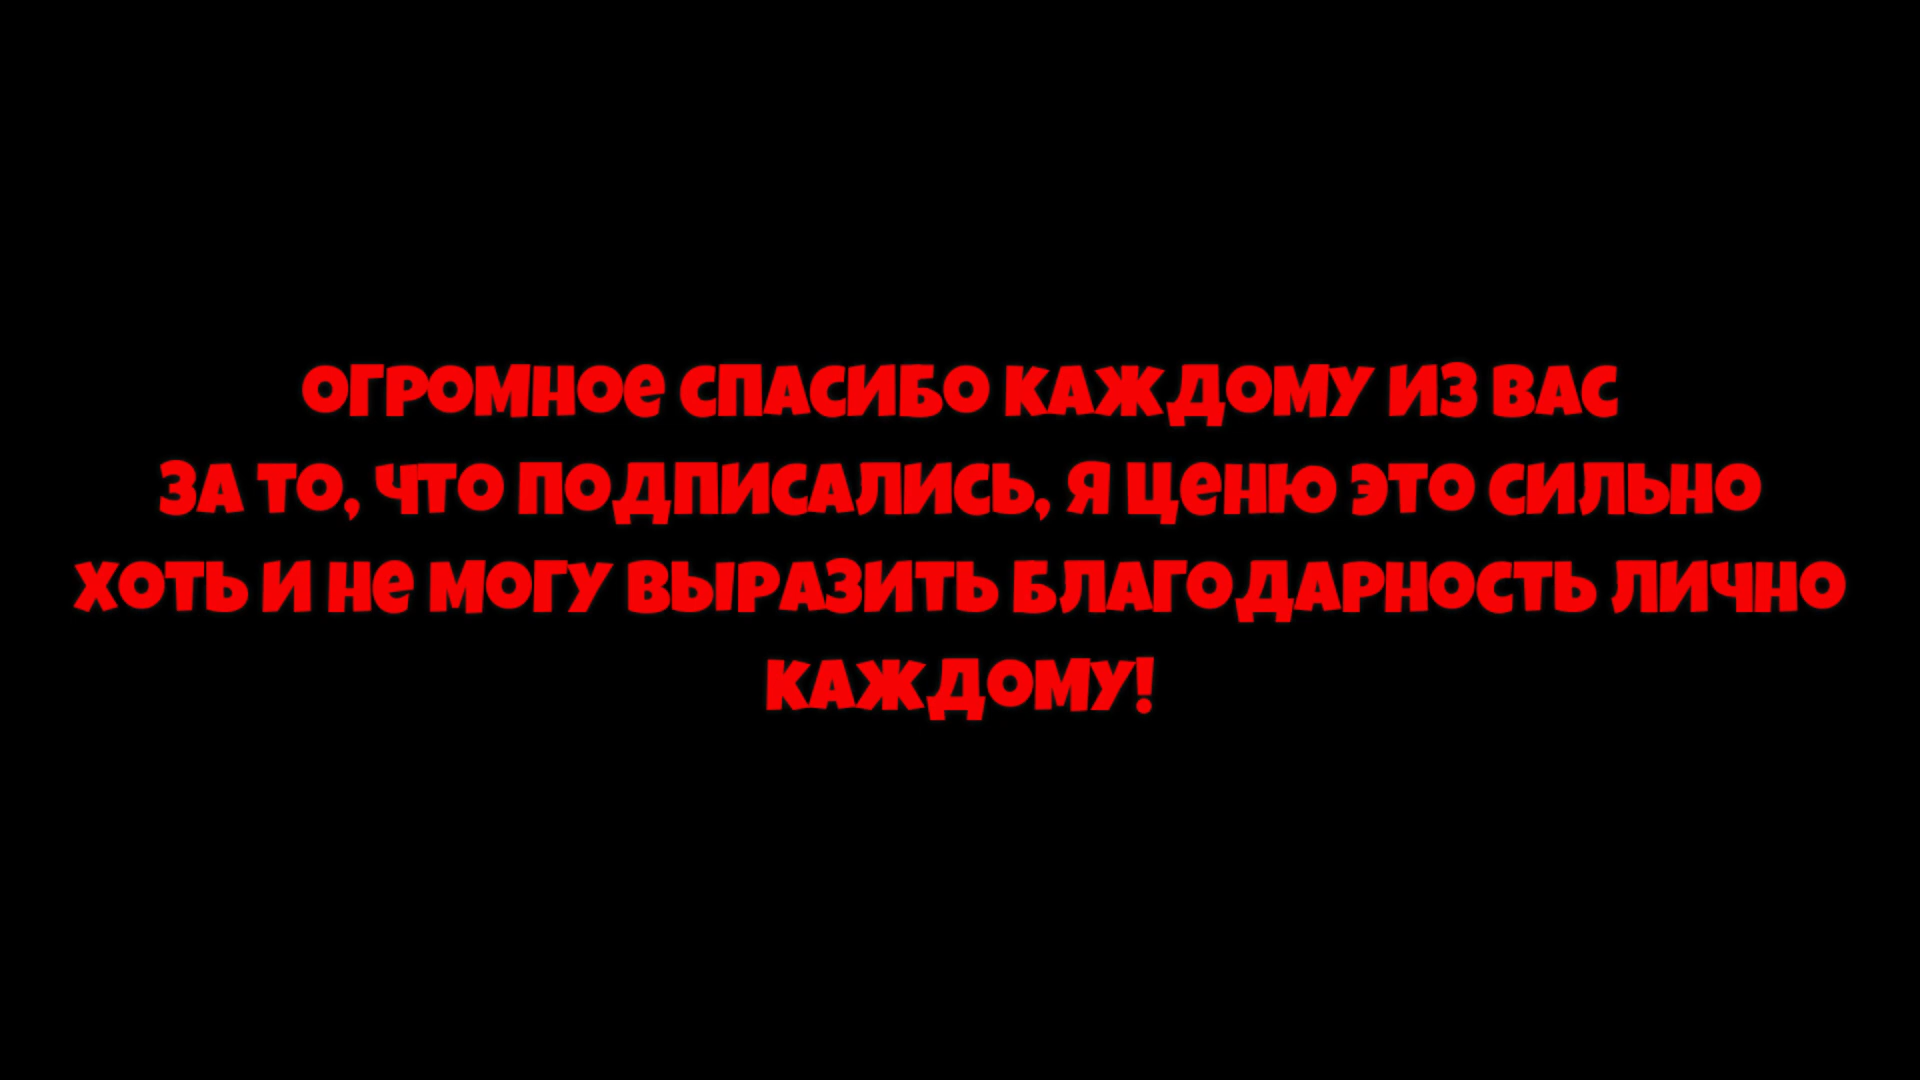 ОГРОМНОе СПАСИБО КАЖДОМУ ИЗ ВАС
ЗА ТО, ЧТО ПОДПИСАЛИСЬ, Я Ценю ЭТО СИЛЬНО
ХОТЬ И Не МОГУ ВЫРАЗИТЬ БЛАГОДАРНОСТЬ ЛИЧНО
КАЖДОМУ!